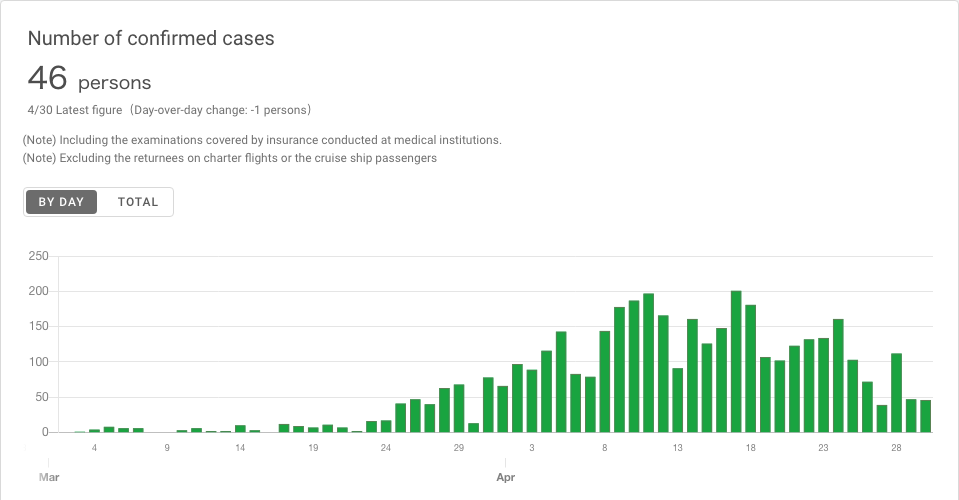 Number of confirmed cases
46 persons
4/30 Latest figure（Day-over-day change: -1 persons）
(Note) Including the examinations covered by insurance conducted at medical institutions.
(Note) Excluding the returnees on charter flights or the cruise ship passengers
BY DAY TOTAL
250
200
150
100
50
0
4 9 14 19 24 29 3 8 13 18 23 28
Mar Apr